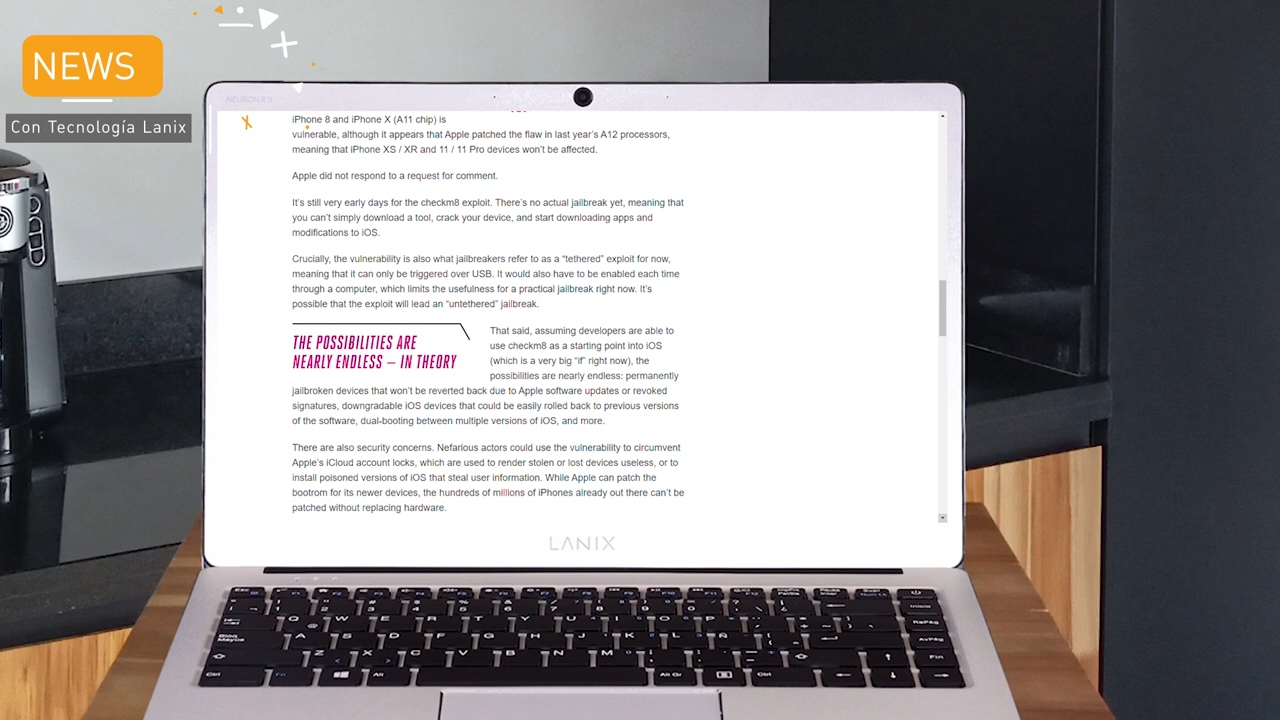 NEWS
Con Tecnología Lanix
NEURON R II
iPhone 8 and iPhone X (A11 chip) is
vulnerable, although it appears that Apple patched the flaw in last year's A12 processors,
meaning that iPhone XS / XR and 11 / 11 Pro devices won't be affected.
Apple did not respond to a request for comment.
It's still very early days for the checkm8 exploit. There's no actual jailbreak yet, meaning that
you can't simply download a tool, crack your device, and start downloading apps and
modifications to iOS.
Crucially, the vulnerability is also what jailbreakers refer to as a “tethered” exploit for now,
meaning that it can only be triggered over USB. It would also have to be enabled each time
through a computer, which limits the usefulness for a practical jailbreak right now. It's
possible that the exploit will lead an “untethered” jailbreak.
THE POSSIBILITIES ARE
NEARLY ENDLESS — IN THEORY
That said, assuming developers are able to
use checkm8 as a starting point into iOS
(which is a very big “if” right now), the
possibilities are nearly endless: permanently
jailbroken devices that won't be reverted back due to Apple software updates or revoked
signatures, downgradable iOS devices that could be easily rolled back to previous versions
of the software, dual-booting between multiple versions of iOS, and more.
There are also security concerns. Nefarious actors could use the vulnerability to circumvent
Apple's iCloud account locks, which are used to render stolen or lost devices useless, or to
install poisoned versions of iOS that steal user information. While Apple can patch the
bootrom for its newer devices, the hundreds of millions of iPhones already out there can't be
patched without replacing hardware.
LANIX
Q W E R T Y U I O P
Inicio
RePág
Bloq Mayús A S D F G H J K L Ñ
AvPág
Z X C V B N M
Fin
Ctrl Fn Alt Alt Gr Ctrl